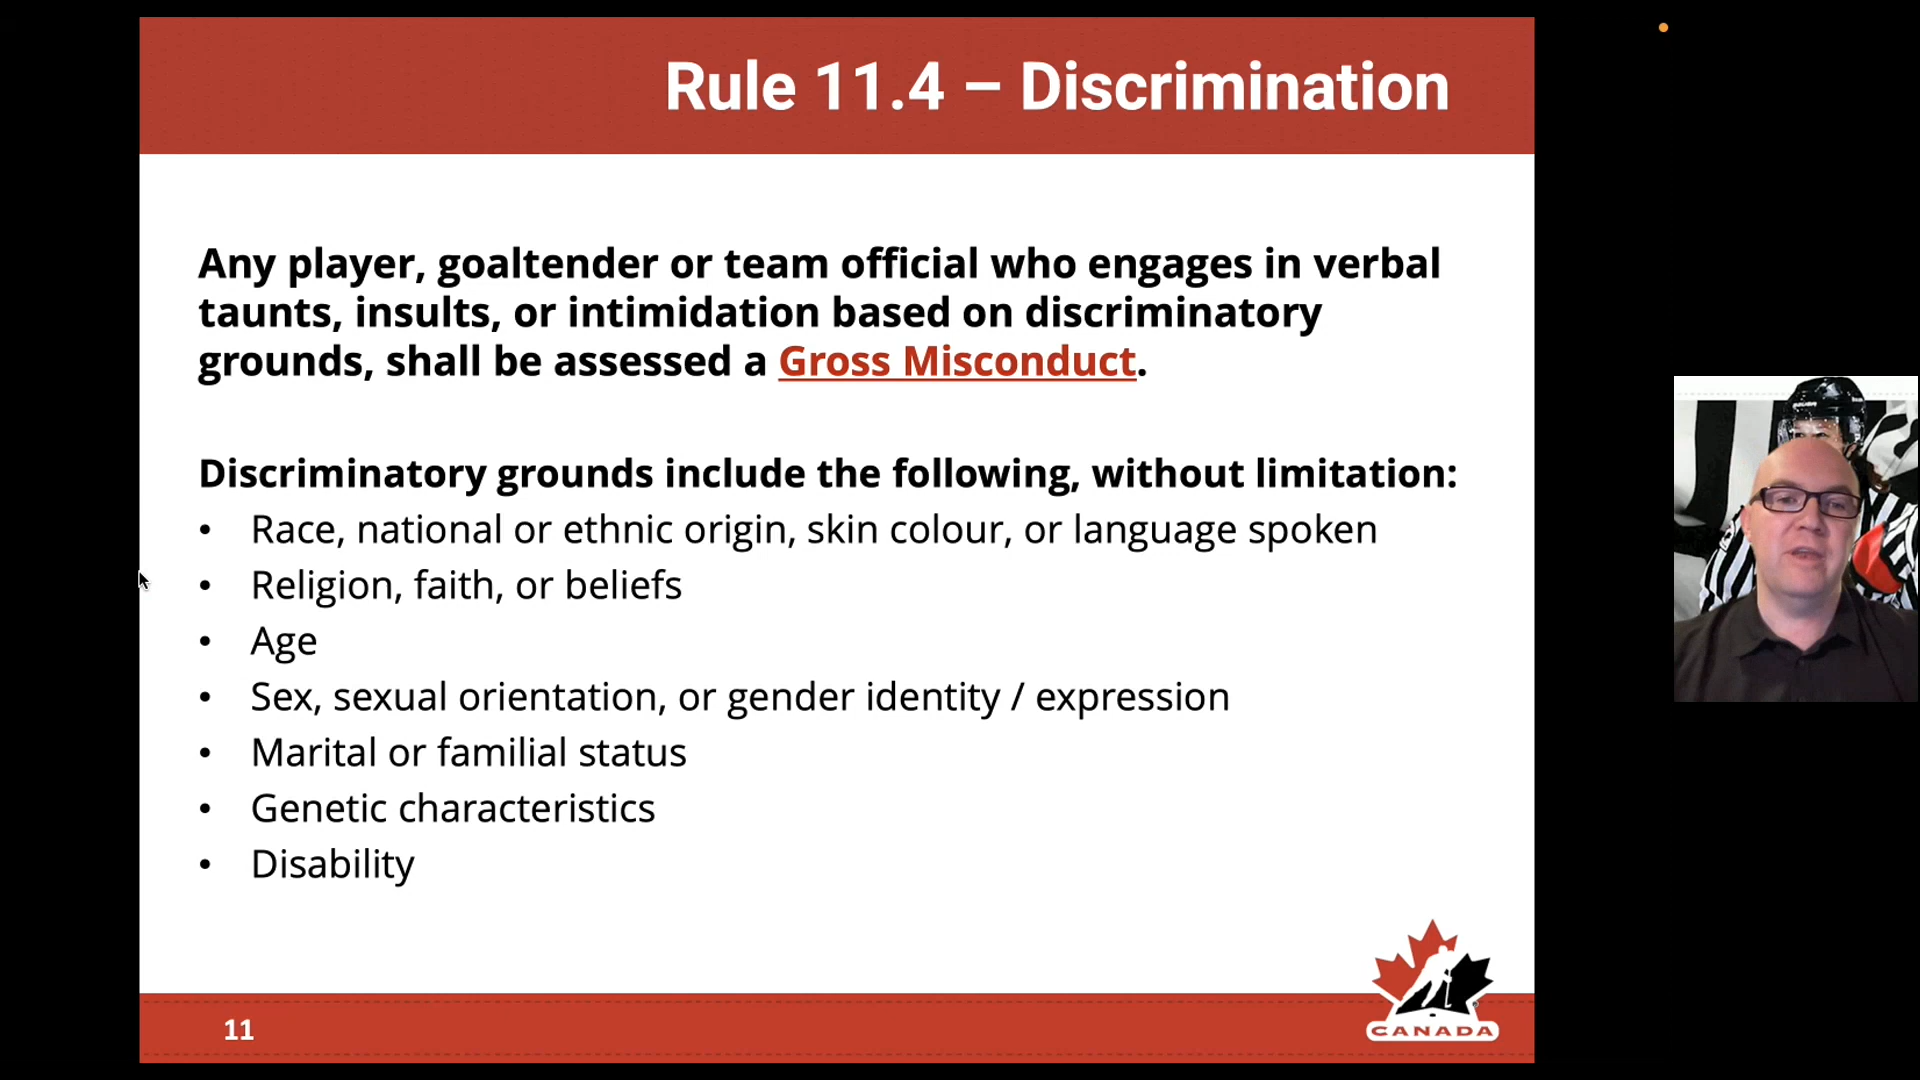 Rule 11.4 – Discrimination
Any player, goaltender or team official who engages in verbal
taunts, insults, or intimidation based on discriminatory
grounds, shall be assessed a Gross Misconduct.
Discriminatory grounds include the following, without limitation:
• Race, national or ethnic origin, skin colour, or language spoken
• Religion, faith, or beliefs
• Age
• Sex, sexual orientation, or gender identity / expression
• Marital or familial status
• Genetic characteristics
• Disability
CANADA
11